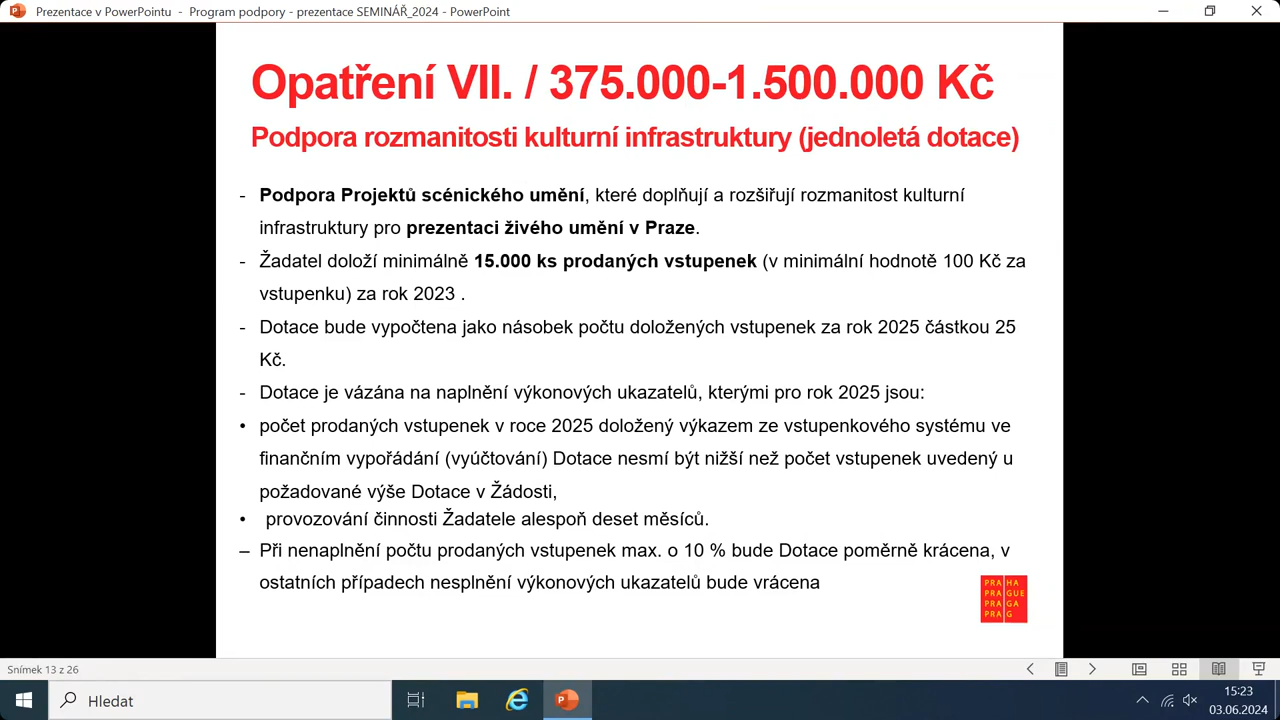 Prezentace v PowerPointu - Program podpory - prezentace SEMINÁŘ_2024 - PowerPoint
Opatření VII. / 375.000-1.500.000 Kč
Podpora rozmanitosti kulturní infrastruktury (jednoletá dotace)
- Podpora Projektů scénického umění, které doplňují a rozšiřují rozmanitost kulturní
infrastruktury pro prezentaci živého umění v Praze.
- Žadatel doloží minimálně 15.000 ks prodaných vstupenek (v minimální hodnotě 100 Kč za
vstupenku) za rok 2023 .
- Dotace bude vypočtena jako násobek počtu doložených vstupenek za rok 2025 částkou 25
Kč.
- Dotace je vázána na naplnění výkonových ukazatelů, kterými pro rok 2025 jsou:
• počet prodaných vstupenek v roce 2025 doložený výkazem ze vstupenkového systému ve
finančním vypořádání (vyúčtování) Dotace nesmí být nižší než počet vstupenek uvedený u
požadované výše Dotace v Žádosti,
• provozování činnosti Žadatele alespoň deset měsíců.
– Při nenaplnění počtu prodaných vstupenek max. o 10 % bude Dotace poměrně krácena, v
ostatních případech nesplnění výkonových ukazatelů bude vrácena
PRA HA
PRA GUE
PRA GA
PRA G
Snímek 13 z 26
Hledat
15:23
03.06.2024